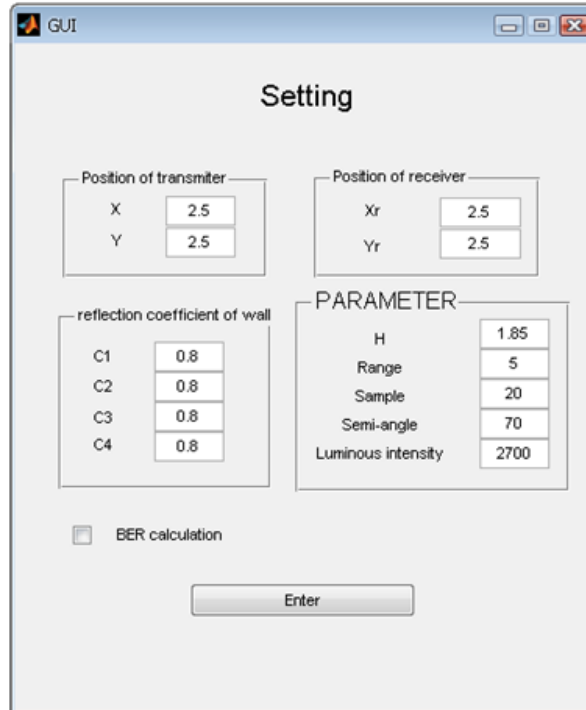 GUI
Setting
Position of transmiter
X 2.5
Y 2.5
Position of receiver
Xr 2.5
Yr 2.5
reflection coefficient of wall
C1 0.8
C2 0.8
C3 0.8
C4 0.8
PARAMETER
H 1.85
Range 5
Sample 20
Semi-angle 70
Luminous intensity 2700
BER calculation
Enter